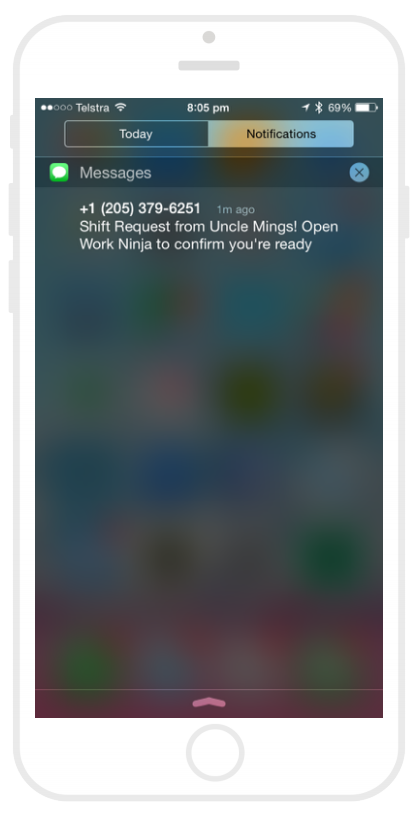 Telstra 8:05 pm 69%
Today Notifications
Messages
+1 (205) 379-6251 1m ago
Shift Request from Uncle Mings! Open
Work Ninja to confirm you're ready